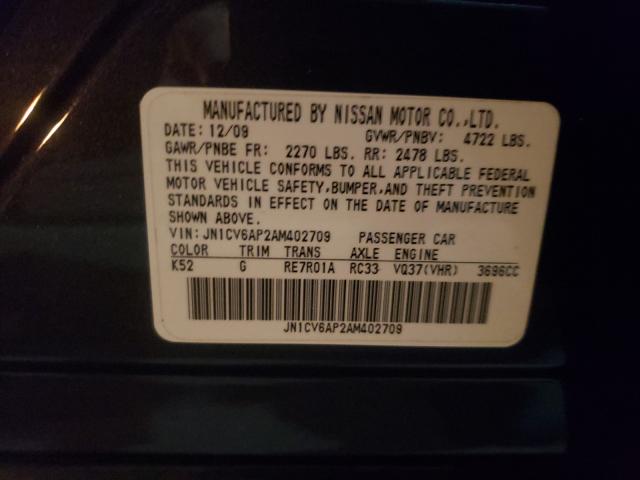 MANUFACTURED BY NISSAN MOTOR CO.,LTD.
DATE: 12/09 GVWR/PNBV: 4722 LBS.
GAWR/PNBE FR: 2270 LBS. RR: 2478 LBS.
THIS VEHICLE CONFORMS TO ALL APPLICABLE FEDERAL
MOTOR VEHICLE SAFETY,BUMPER,AND THEFT PREVENTION
STANDARDS IN EFFECT ON THE DATE OF MANUFACTURE
SHOWN ABOVE.
VIN: JN1CV6AP2AM402709 PASSENGER CAR
COLOR TRIM TRANS AXLE ENGINE
K52 G RE7R01A RC33 VQ37(VHR) 3696CC
JN1CV6AP2AM402709